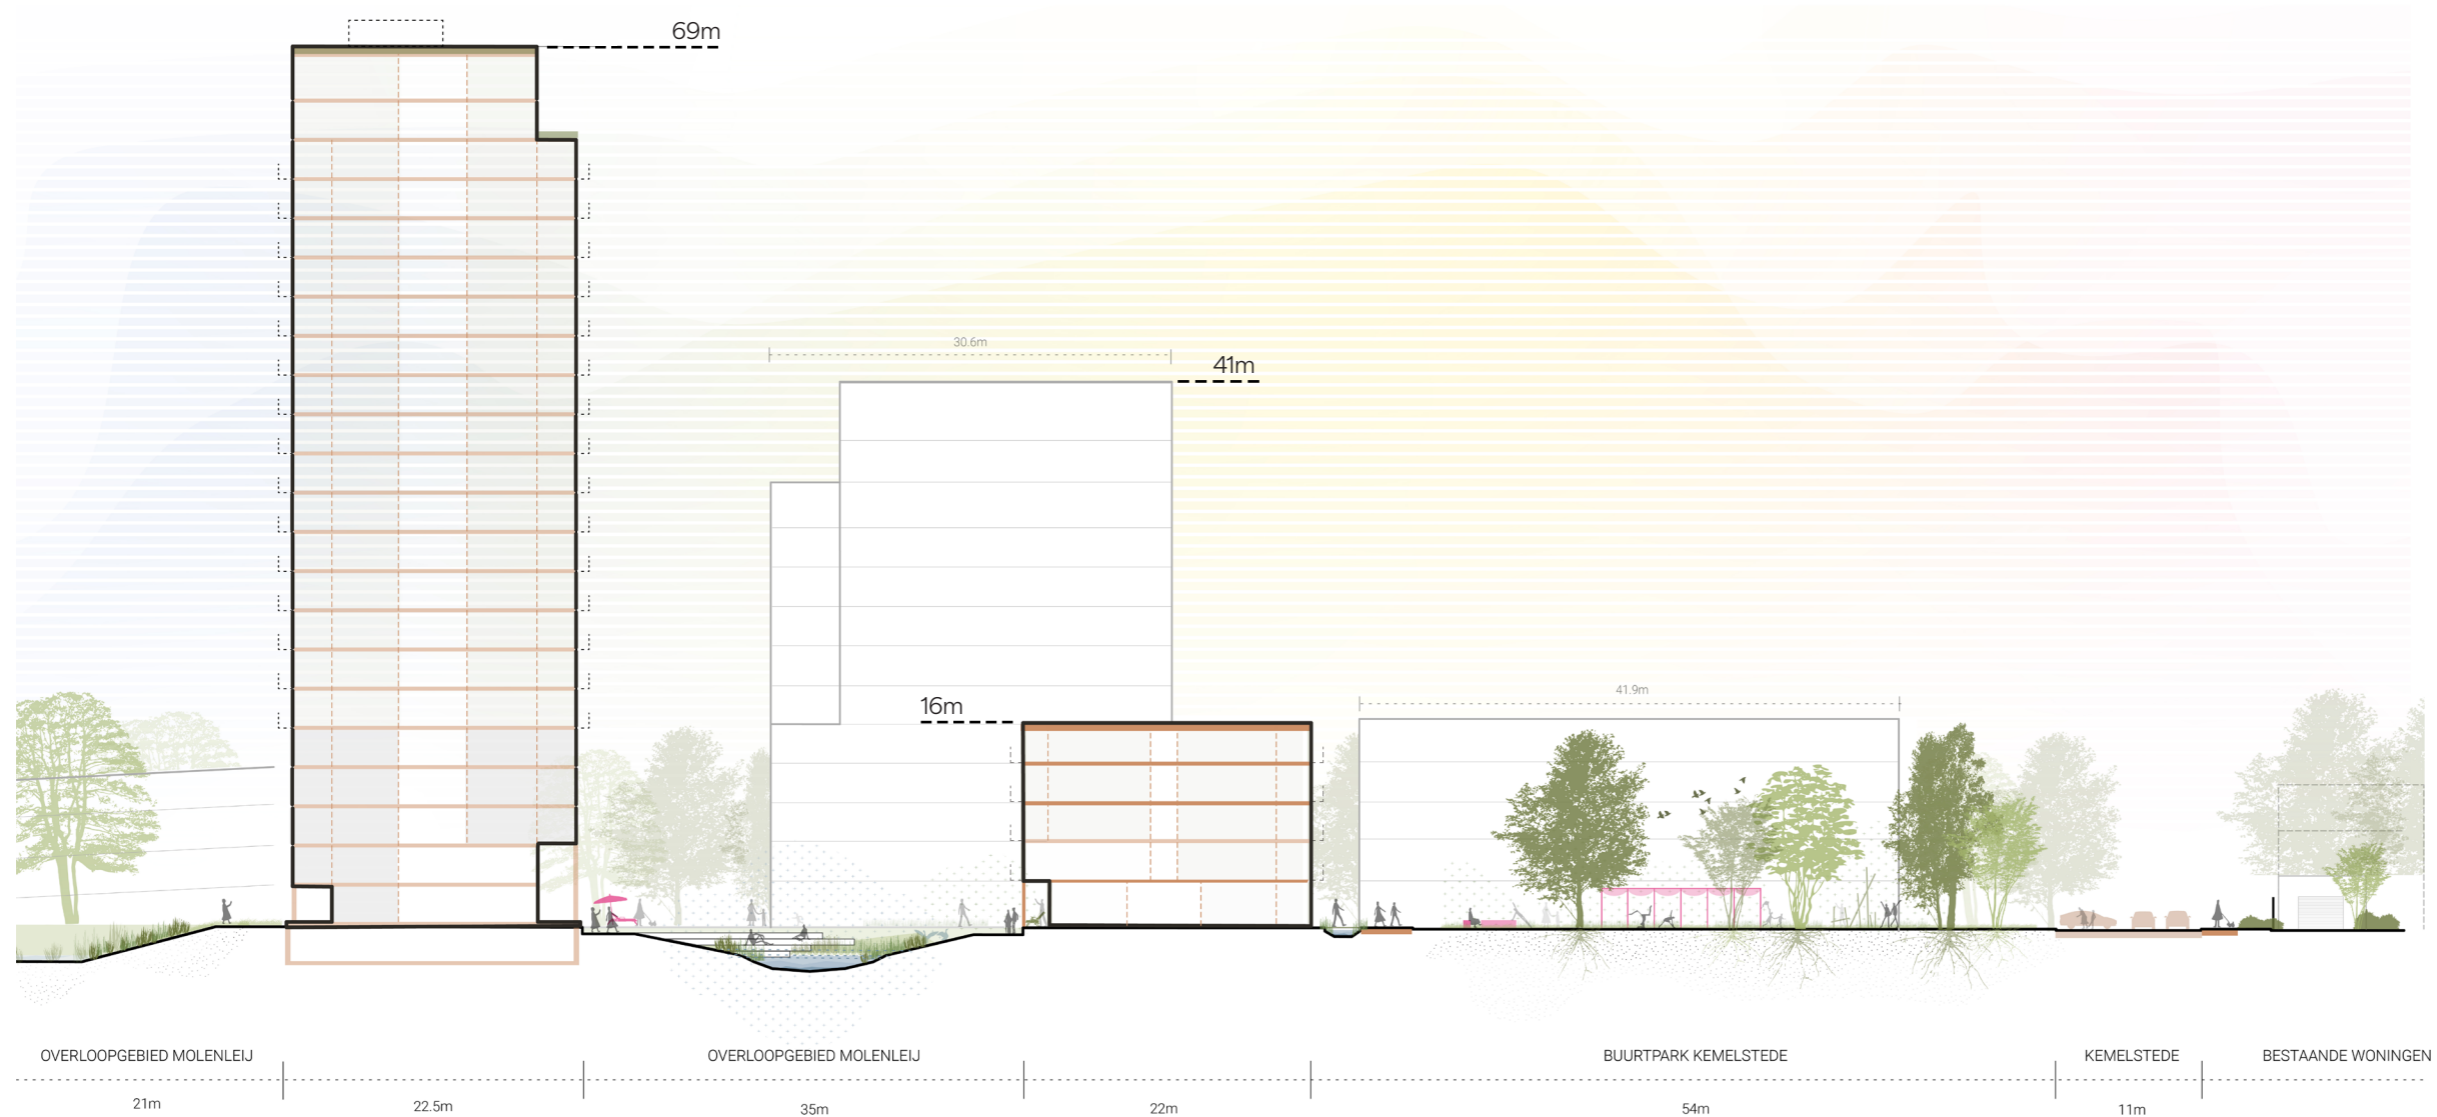 69m
30.6m
41m
16m
41.9m
OVERLOOPGEBIED MOLENLEIJ
OVERLOOPGEBIED MOLENLEIJ
BUURTPARK KEMELSTEDE
KEMELSTEDE
BESTAANDE WONINGEN
21m
22.5m
35m
22m
54m
11m